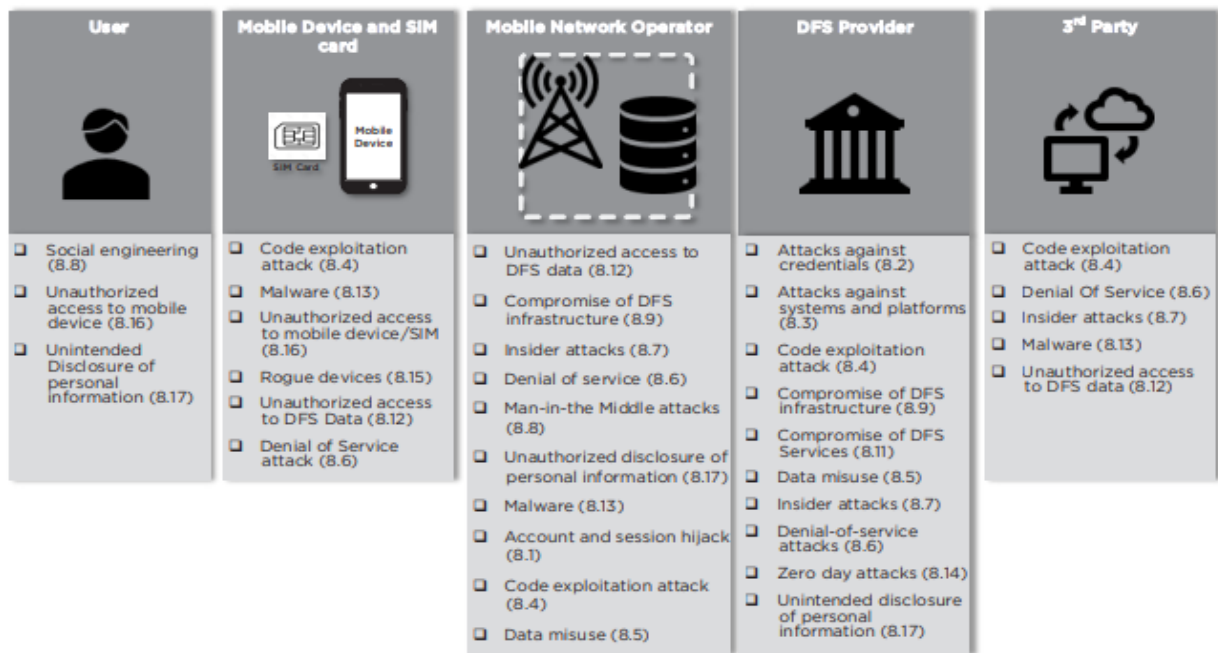 User
Social engineering
(8.8)
Unauthorized
access to mobile
device (8.16)
Unintended
Disclosure of
personal
information (8.17)
Mobile Device and SIM
card
SIM Card
Mobile
Device
Code exploitation
attack (8.4)
Malware (8.13)
Unauthorized access
to mobile device/SIM
(8.16)
Rogue devices (8.15)
Unauthorized access
to DFS Data (8.12)
Denial of Service
attack (8.6)
Mobile Network Operator
Unauthorized access to
DFS data (8.12)
Compromise of DFS
infrastructure (8.9)
Insider attacks (8.7)
Denial of service (8.6)
Man-in-the Middle attacks
(8.8)
Unauthorized disclosure of
personal information (8.17)
Malware (8.13)
Account and session hijack
(8.1)
Code exploitation attack
(8.4)
Data misuse (8.5)
DFS Provider
Attacks against
credentials (8.2)
Attacks against
systems and platforms
(8.3)
Code exploitation
attack (8.4)
Compromise of DFS
infrastructure (8.9)
Compromise of DFS
Services (8.11)
Data misuse (8.5)
Insider attacks (8.7)
Denial-of-service
attacks (8.6)
Zero day attacks (8.14)
Unintended disclosure
of personal
information (8.17)
3rd Party
Code exploitation
attack (8.4)
Denial Of Service (8.6)
Insider attacks (8.7)
Malware (8.13)
Unauthorized access
to DFS data (8.12)